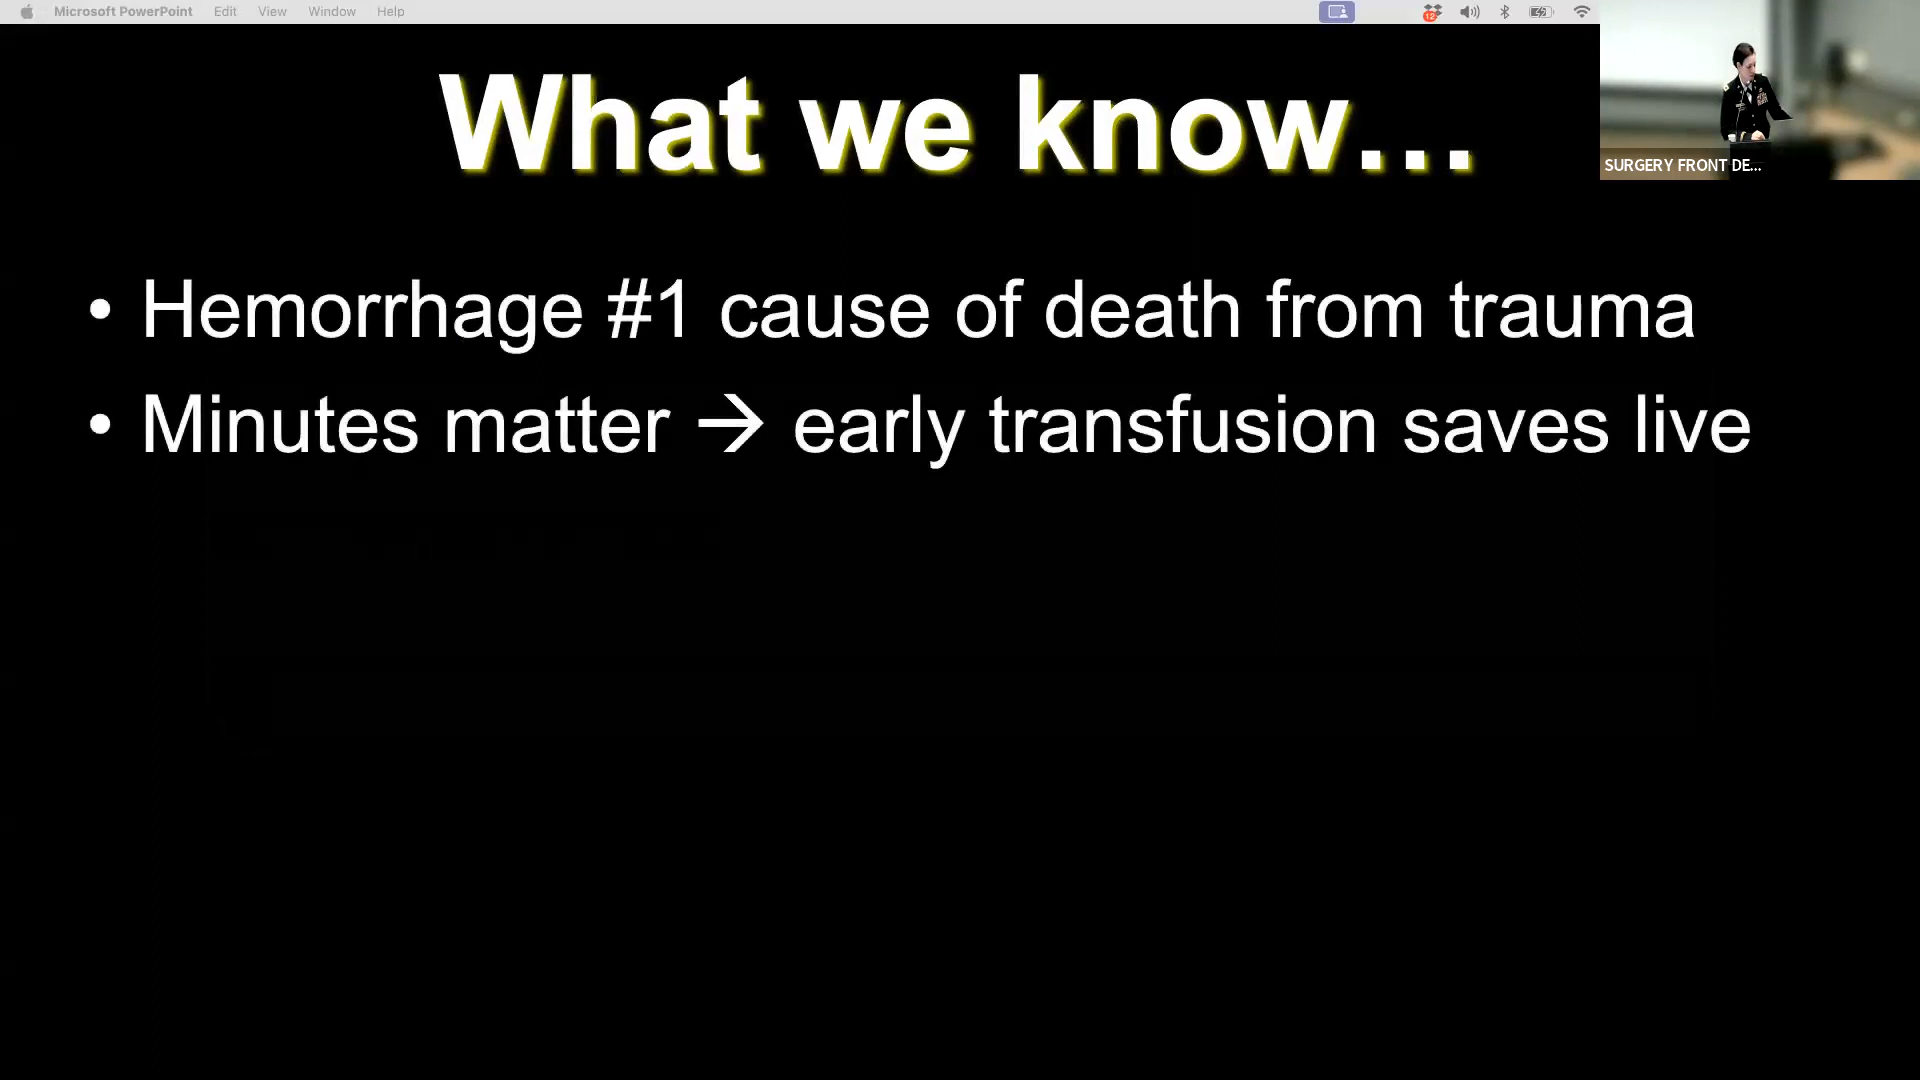 Microsoft PowerPoint Edit View Window Help
12
What we know...
SURGERY FRONT DE...
• Hemorrhage #1 cause of death from trauma
• Minutes matter → early transfusion saves live